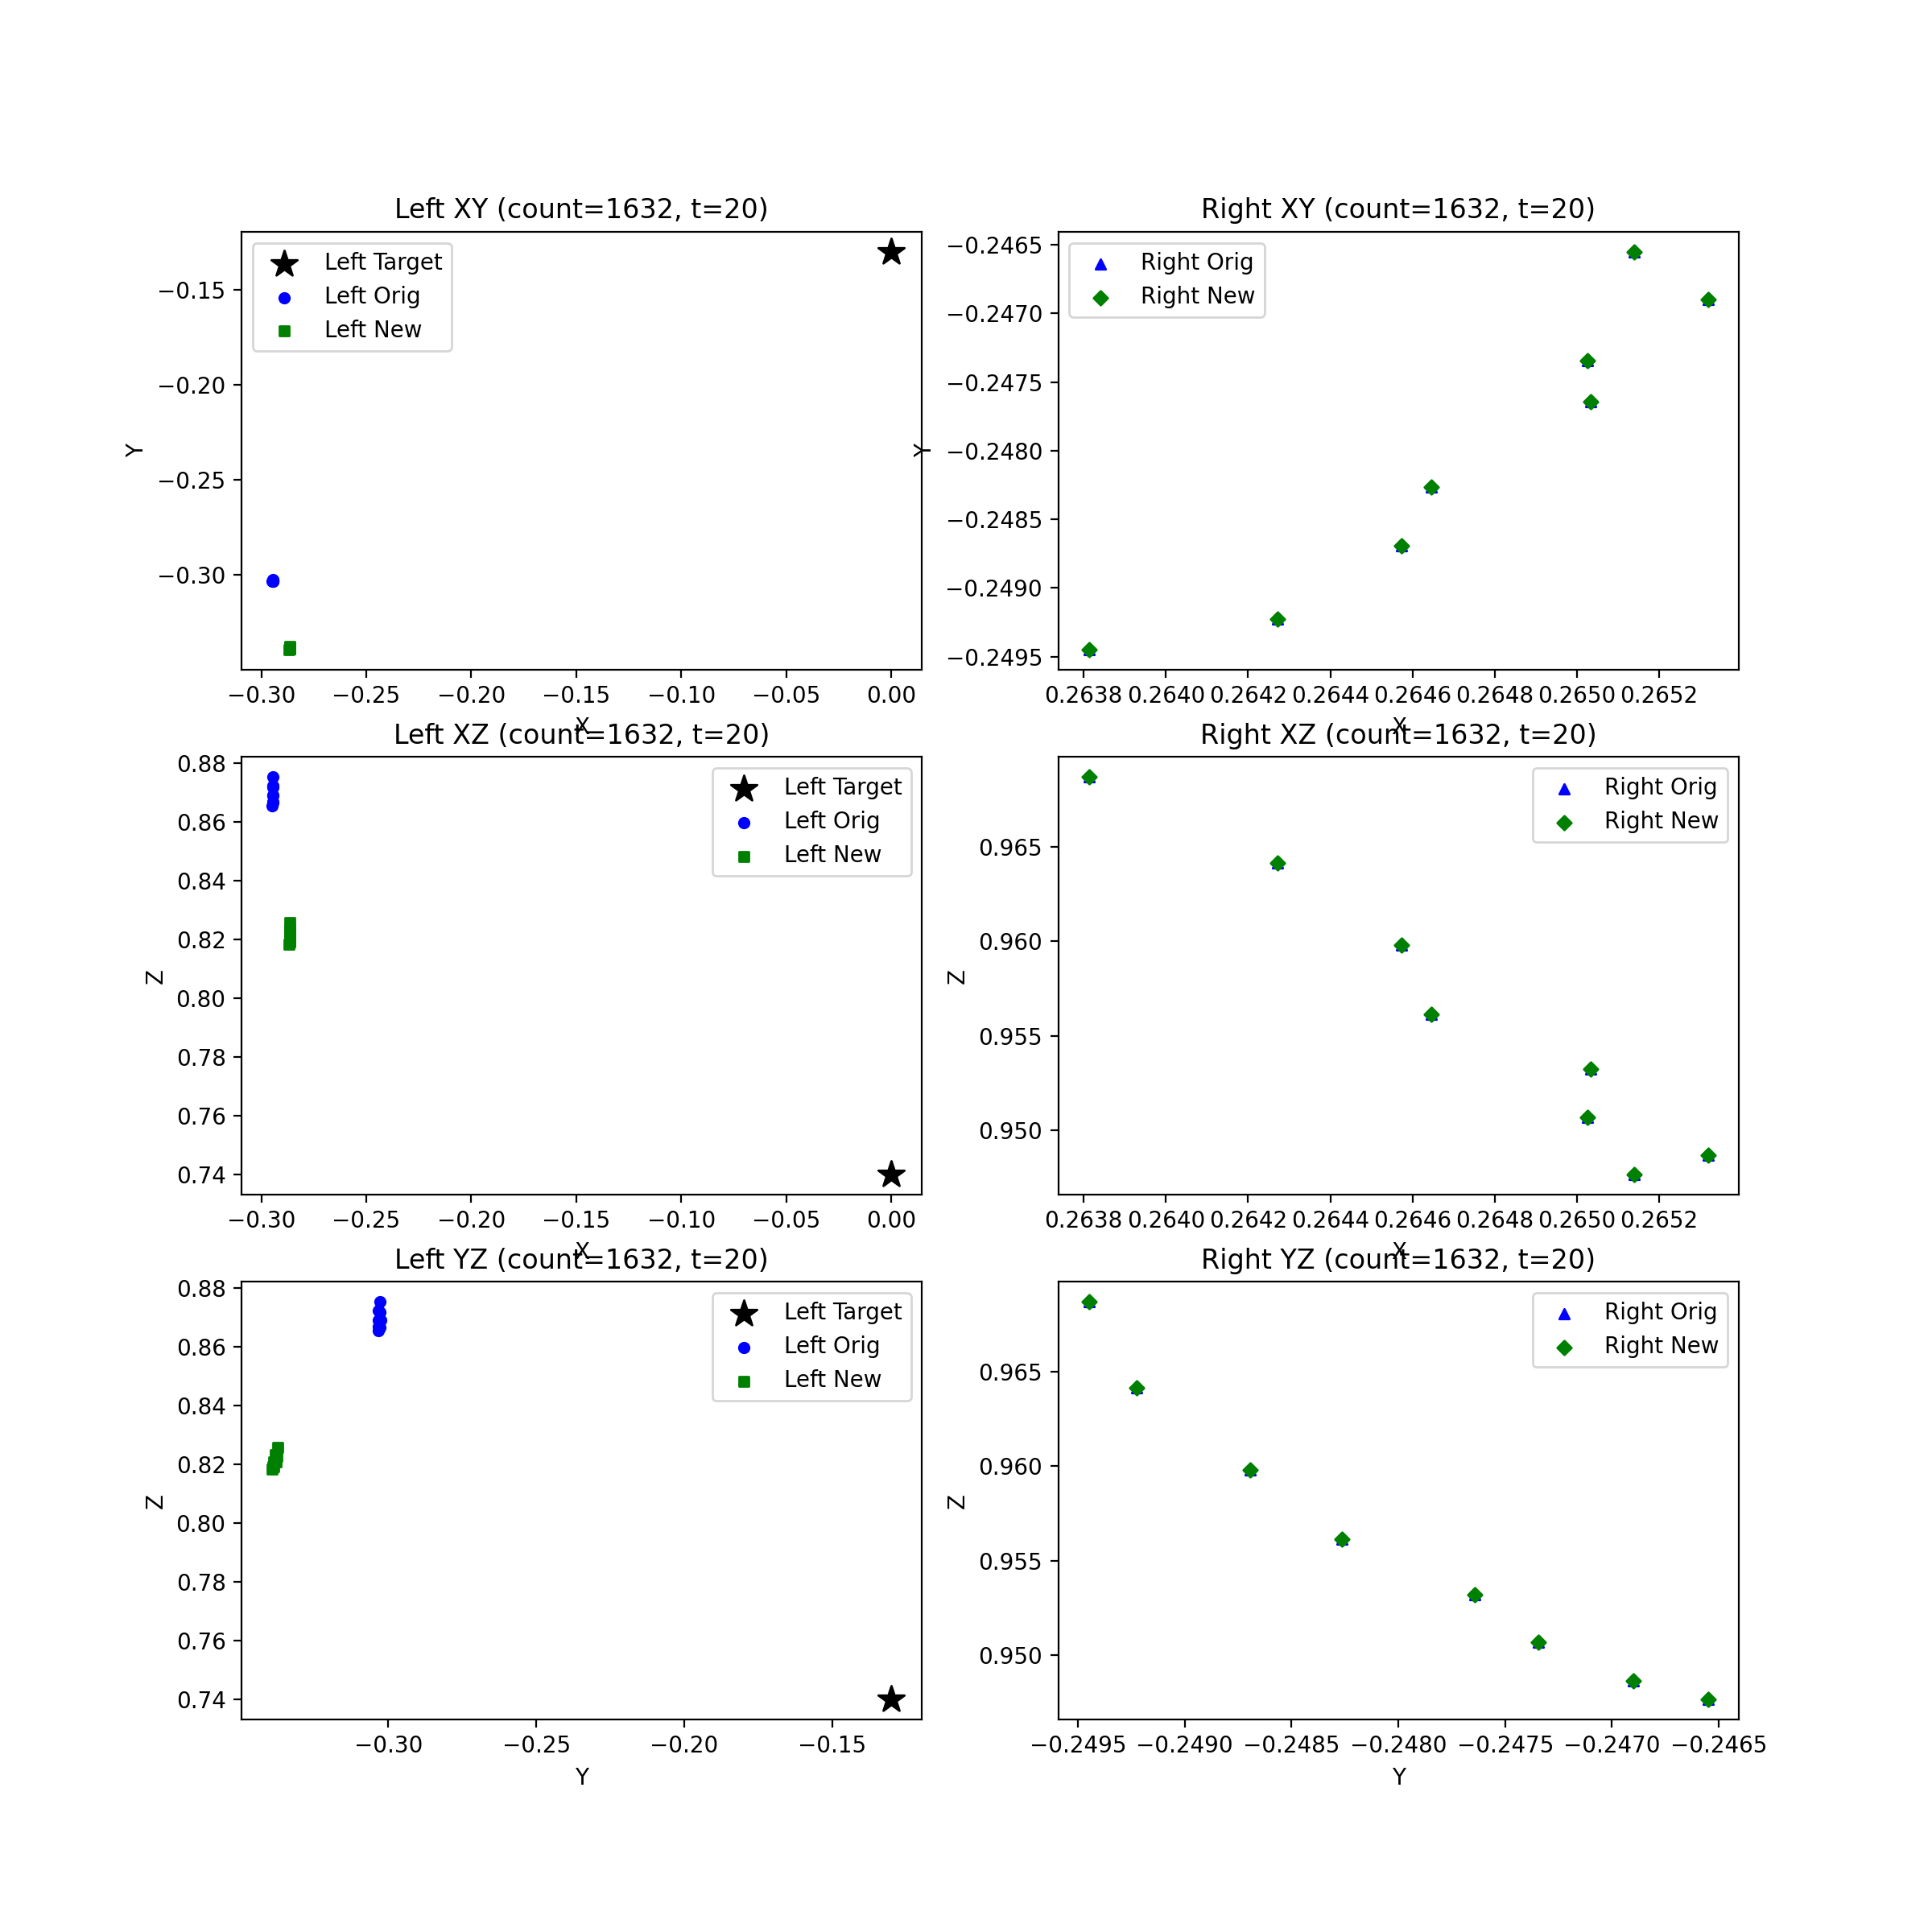 Left XY (count=1632, t=20)
Left Target
Left Orig
Left New
−0.15
−0.20
−0.25
−0.30
Y
−0.30 −0.25 −0.20 −0.15 −0.10 −0.05 0.00
X
Right XY (count=1632, t=20)
Right Orig
Right New
−0.2465
−0.2470
−0.2475
−0.2480
−0.2485
−0.2490
−0.2495
Y
0.2638 0.2640 0.2642 0.2644 0.2646 0.2648 0.2650 0.2652
X
Left XZ (count=1632, t=20)
Left Target
Left Orig
Left New
0.88
0.86
0.84
0.82
0.80
0.78
0.76
0.74
Z
−0.30 −0.25 −0.20 −0.15 −0.10 −0.05 0.00
X
Right XZ (count=1632, t=20)
Right Orig
Right New
0.965
0.960
0.955
0.950
Z
0.2638 0.2640 0.2642 0.2644 0.2646 0.2648 0.2650 0.2652
X
Left YZ (count=1632, t=20)
Left Target
Left Orig
Left New
0.88
0.86
0.84
0.82
0.80
0.78
0.76
0.74
Z
−0.30 −0.25 −0.20 −0.15
Y
Right YZ (count=1632, t=20)
Right Orig
Right New
0.965
0.960
0.955
0.950
Z
−0.2495 −0.2490 −0.2485 −0.2480 −0.2475 −0.2470 −0.2465
Y